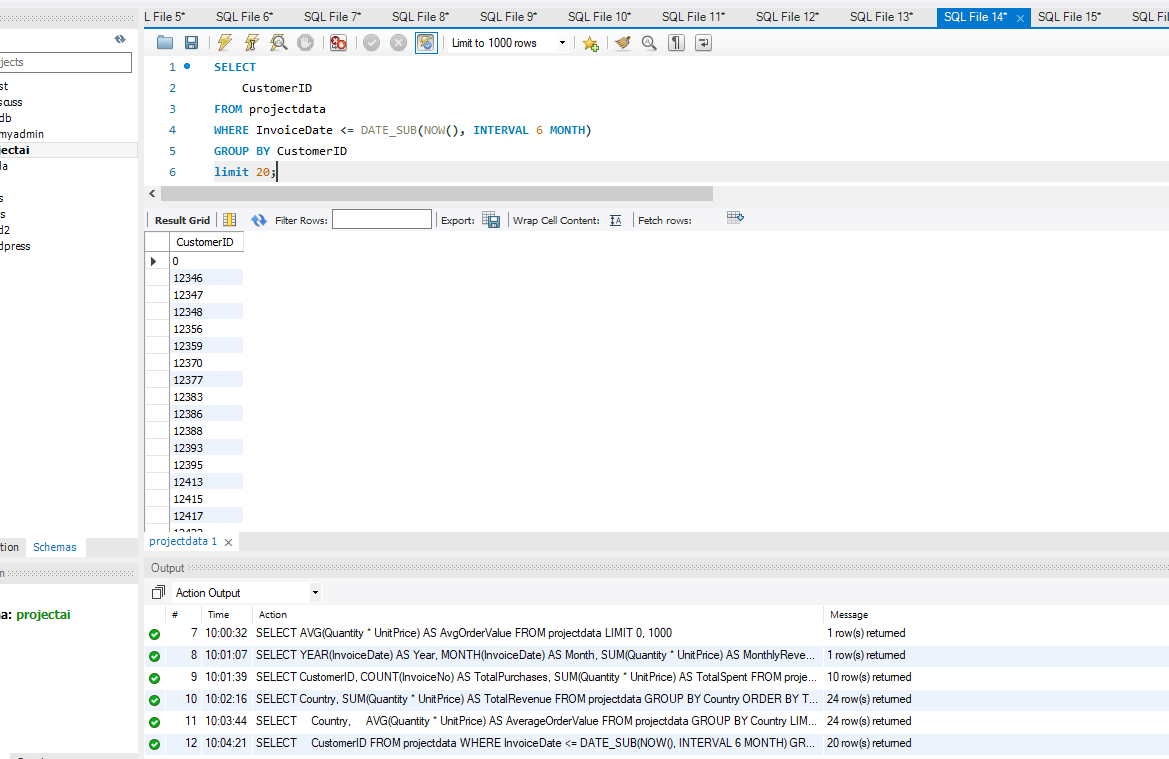 L File 5* SQL File 6* SQL File 7* SQL File 8* SQL File 9* SQL File 10* SQL File 11* SQL File 12* SQL File 13* SQL File 14* SQL File 15* SQL Fi
Limit to 1000 rows
jects
st
scuss
db
myadmin
jectai
la
s
s
d2
dpress
1 SELECT
2 CustomerID
3 FROM projectdata
4 WHERE InvoiceDate <= DATE_SUB(NOW(), INTERVAL 6 MONTH)
5 GROUP BY CustomerID
6 limit 20;
Result Grid Filter Rows: Export: Wrap Cell Content: IA Fetch rows:
CustomerID
0
12346
12347
12348
12356
12359
12370
12377
12383
12386
12388
12393
12395
12413
12415
12417
projectdata 1
tion Schemas
n
a: projectai
Output
Action Output
# Time Action Message
7 10:00:32 SELECT AVG(Quantity * UnitPrice) AS AvgOrderValue FROM projectdata LIMIT 0, 1000 1 row(s) returned
8 10:01:07 SELECT YEAR(InvoiceDate) AS Year, MONTH(InvoiceDate) AS Month, SUM(Quantity * UnitPrice) AS MonthlyReve... 1 row(s) returned
9 10:01:39 SELECT CustomerID, COUNT(InvoiceNo) AS TotalPurchases, SUM(Quantity * UnitPrice) AS TotalSpent FROM proje... 10 row(s) returned
10 10:02:16 SELECT Country, SUM(Quantity * UnitPrice) AS TotalRevenue FROM projectdata GROUP BY Country ORDER BY T... 24 row(s) returned
11 10:03:44 SELECT Country, AVG(Quantity * UnitPrice) AS AverageOrderValue FROM projectdata GROUP BY Country LIM... 24 row(s) returned
12 10:04:21 SELECT CustomerID FROM projectdata WHERE InvoiceDate <= DATE_SUB(NOW(), INTERVAL 6 MONTH) GR... 20 row(s) returned